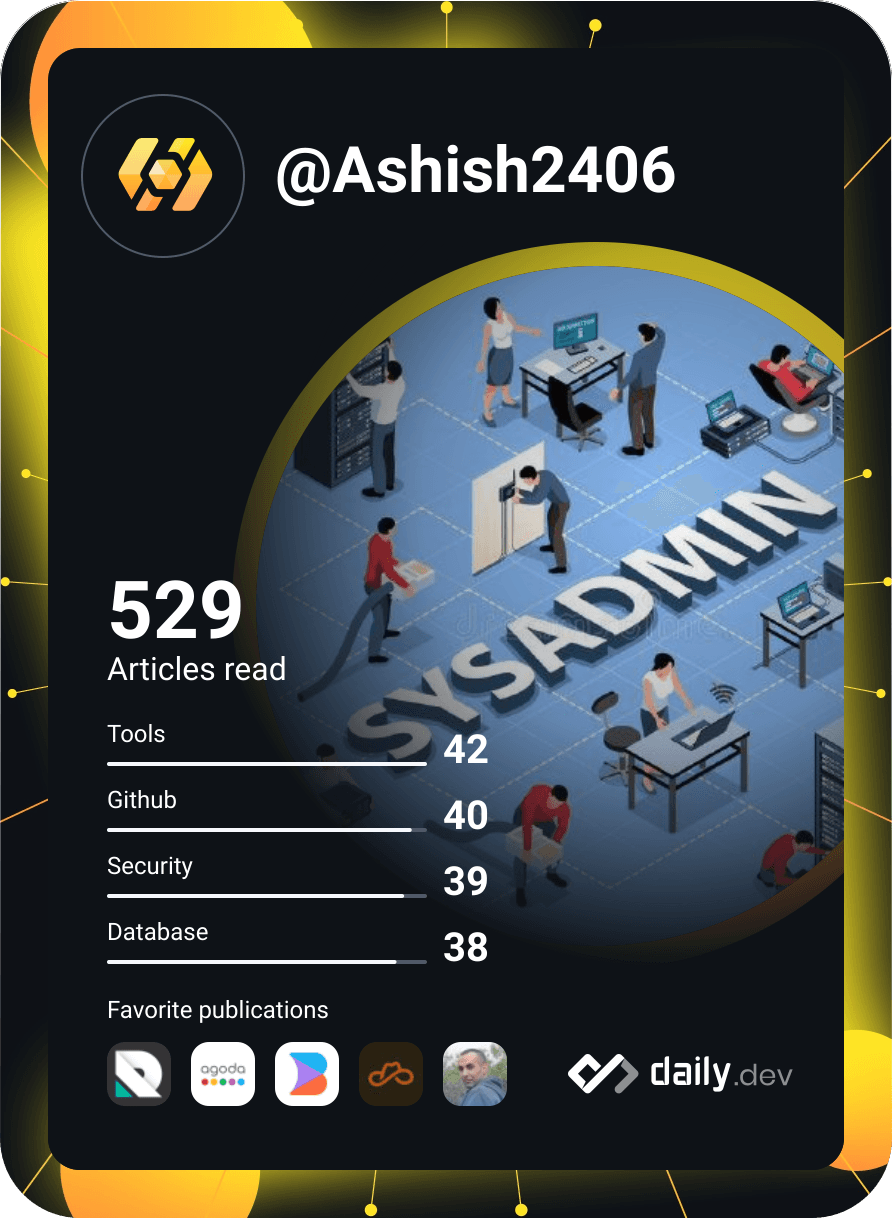 @Ashish2406
SYSADMIN
529
Articles read
Tools
42
Github
40
Security
39
Database
38
Favorite publications
agoda
daily.dev